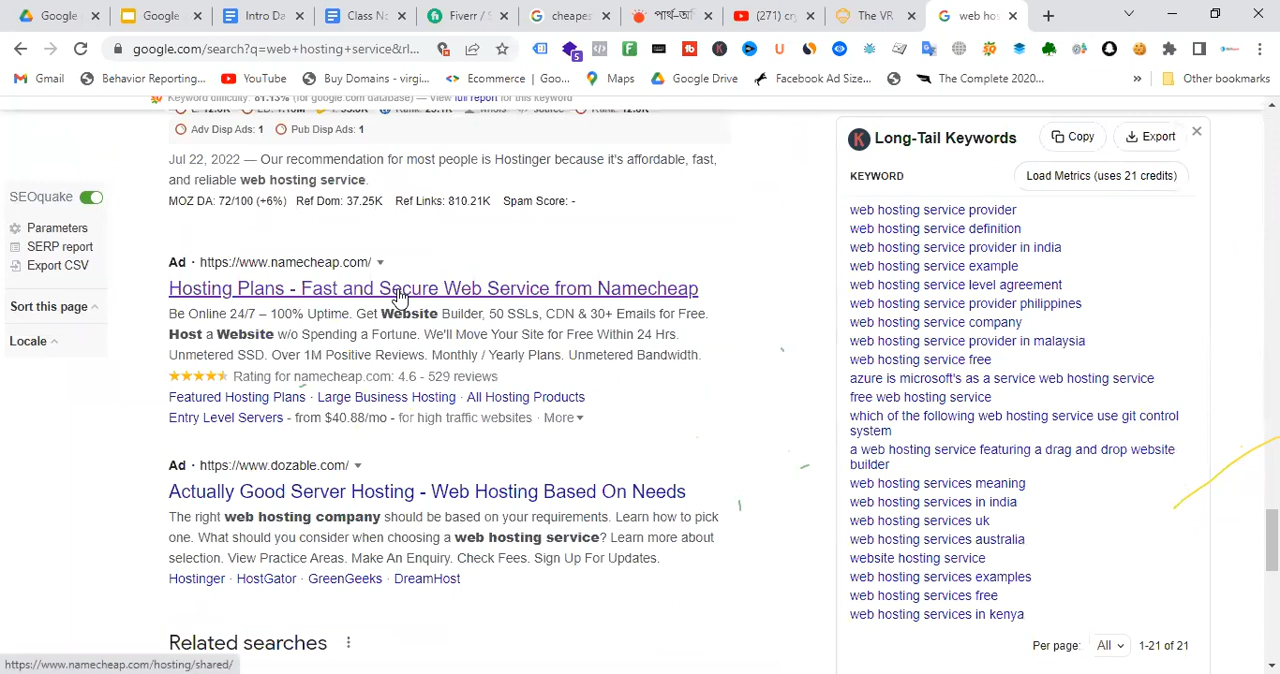 Google
Google
Intro Da
Class No
Fiverr / S
cheapes
পার্থ-অা
(271) cry
The VR
web hos
google.com/search?q=web+hosting+service&rl...
5
Gmail
Behavior Reporting...
YouTube
Buy Domains - virgi...
Ecommerce | Goo...
Maps
Google Drive
Facebook Ad Size...
The Complete 2020...
»
Other bookmarks
Keyword difficulty: 81.13% (for google.com database) — View full report for this keyword
Adv Disp Ads: 1 Pub Disp Ads: 1
Jul 22, 2022 — Our recommendation for most people is Hostinger because it's affordable, fast,
and reliable web hosting service.
MOZ DA: 72/100 (+6%) Ref Dom: 37.25K Ref Links: 810.21K Spam Score: -
SEOquake
Parameters
SERP report
Export CSV
Sort this page
Locale
Ad · https://www.namecheap.com/
Hosting Plans - Fast and Secure Web Service from Namecheap
Be Online 24/7 – 100% Uptime. Get Website Builder, 50 SSLs, CDN & 30+ Emails for Free.
Host a Website w/o Spending a Fortune. We'll Move Your Site for Free Within 24 Hrs.
Unmetered SSD. Over 1M Positive Reviews. Monthly / Yearly Plans. Unmetered Bandwidth.
Rating for namecheap.com: 4.6 - 529 reviews
Featured Hosting Plans · Large Business Hosting · All Hosting Products
Entry Level Servers - from $40.88/mo - for high traffic websites · More
Ad · https://www.dozable.com/
Actually Good Server Hosting - Web Hosting Based On Needs
The right web hosting company should be based on your requirements. Learn how to pick
one. What should you consider when choosing a web hosting service? Learn more about
selection. View Practice Areas. Make An Enquiry. Check Fees. Sign Up For Updates.
Hostinger · HostGator · GreenGeeks · DreamHost
Related searches
https://www.namecheap.com/hosting/shared/
K Long-Tail Keywords Copy Export
KEYWORD Load Metrics (uses 21 credits)
web hosting service provider
web hosting service definition
web hosting service provider in india
web hosting service example
web hosting service level agreement
web hosting service provider philippines
web hosting service company
web hosting service provider in malaysia
web hosting service free
azure is microsoft's as a service web hosting service
free web hosting service
which of the following web hosting service use git control
system
a web hosting service featuring a drag and drop website
builder
web hosting services meaning
web hosting services in india
web hosting services uk
web hosting services australia
website hosting service
web hosting services examples
web hosting services free
web hosting services in kenya
Per page: All 1-21 of 21